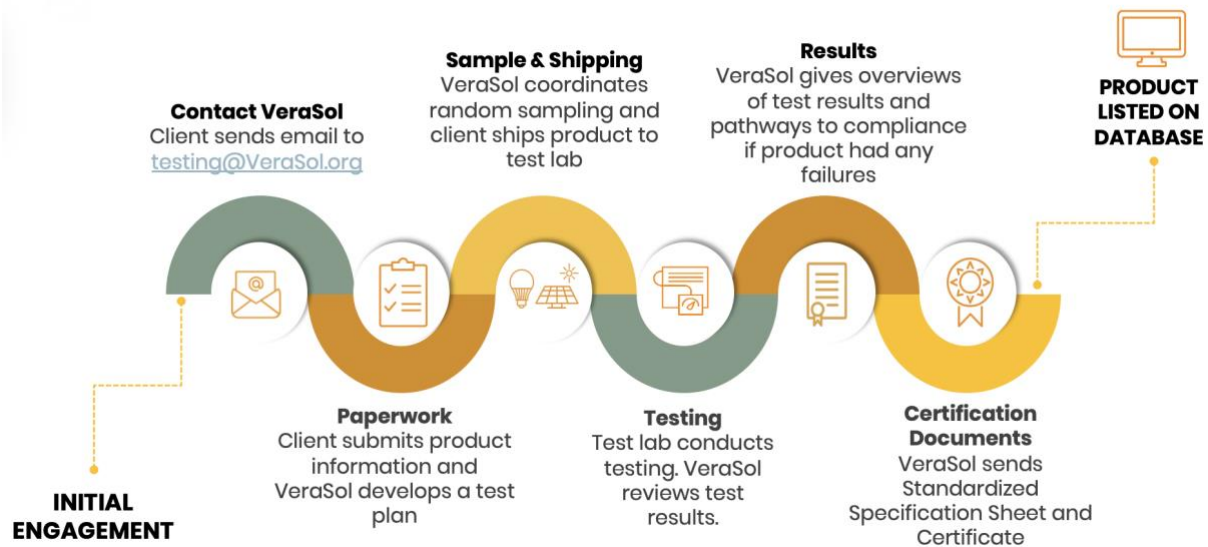 Contact VeraSol
Client sends email to
testing@VeraSol.org
Paperwork
Client submits product
information and
VeraSol develops a test
plan
Sample & Shipping
VeraSol coordinates
random sampling and
client ships product to
test lab
Testing
Test lab conducts
testing. VeraSol
reviews test
results.
Results
VeraSol gives overviews
of test results and
pathways to compliance
if product had any
failures
Certification
Documents
VeraSol sends
Standardized
Specification Sheet and
Certificate
PRODUCT
LISTED ON
DATABASE
INITIAL
ENGAGEMENT
@